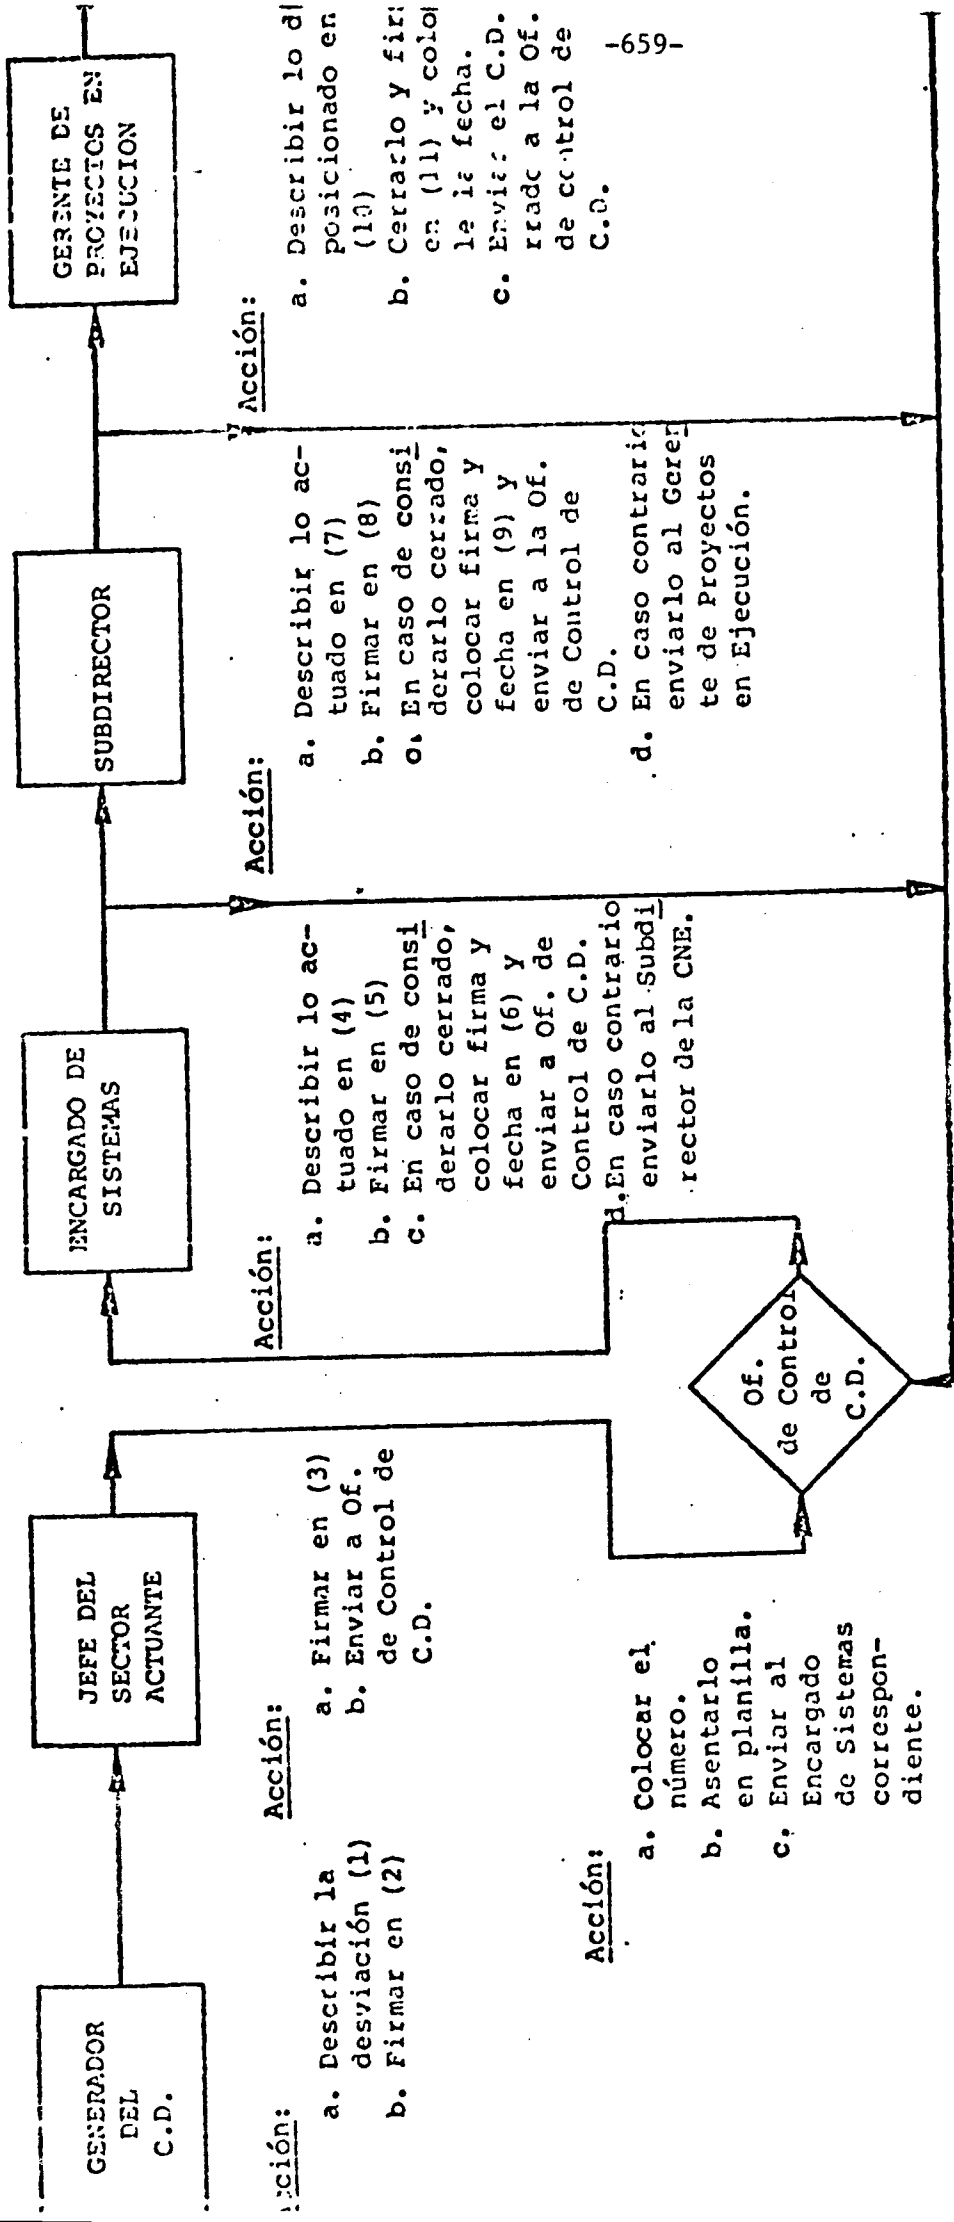 -659-
GENERADOR
DEL
C.D.
JEFE DEL
SECTOR
ACTUANTE
ENCARGADO DE
SISTEMAS
SUBDIRECTOR
GERENTE DE
PROYECTOS EN
EJECUCION
a. Describir la
desviación (1)
b. Firmar en (2)
Acción:
a. Firmar en (3)
b. Enviar a Of.
de Control de
C.D.
Acción:
a. Colocar el
número.
b. Asentarlo
en planilla.
c. Enviar al
Encargado
de Sistemas
correspon-
diente.
Of.
de Control
de
C.D.
Acción:
a. Describir lo ac-
tuado en (4)
b. Firmar en (5)
c. En caso de consi
derarlo cerrado,
colocar firma y
fecha en (6) y
enviar a Of. de
Control de C.D.
d. En caso contrario
enviarlo al Subdi
rector de la CNE.
Acción:
a. Describir lo ac-
tuado en (7)
b. Firmar en (8)
c. En caso de consi
derarlo cerrado,
colocar firma y
fecha en (9) y
enviar a la Of.
de Control de
C.D.
d. En caso contrario
enviarlo al Geren
te de Proyectos
en Ejecución.
Acción:
a. Describir lo
posicionado en
(10)
b. Cerrarlo y
en (11) y
le la fecha.
c. Enviar el C.D.
rrado a la Of.
de control de
C.D.